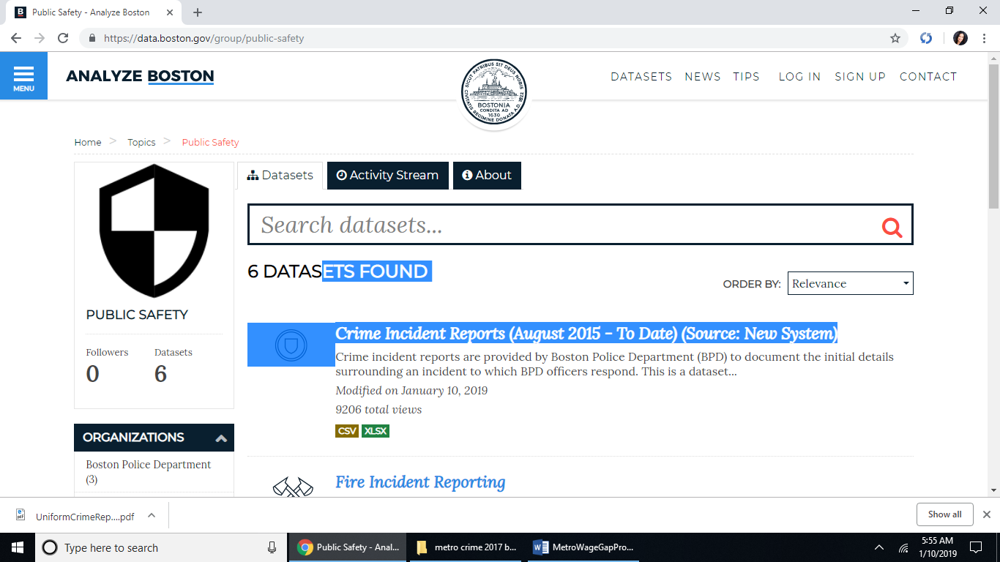 Public Safety - Analyze Boston
https://data.boston.gov/group/public-safety
MENU
ANALYZE BOSTON
SICUT PATRIBUS SIT DEUS NOBIS
CIVITATIS REGIMINE DONATA A.D. 1822
BOSTONIA
CONDITA AD
1630
DATASETS NEWS TIPS LOG IN SIGN UP CONTACT
Home > Topics > Public Safety
Datasets Activity Stream About
Search datasets...
6 DATASETS FOUND
ORDER BY: Relevance
PUBLIC SAFETY
Followers Datasets
0 6
Crime Incident Reports (August 2015 - To Date) (Source: New System)
Crime incident reports are provided by Boston Police Department (BPD) to document the initial details
surrounding an incident to which BPD officers respond. This is a dataset...
Modified on January 10, 2019
9206 total views
CSV XLSX
ORGANIZATIONS
Boston Police Department
(3)
Fire Incident Reporting
UniformCrimeRep....pdf
Show all
Type here to search
Public Safety - Anal...
metro crime 2017 b...
MetroWageGapPro...
5:55 AM
1/10/2019